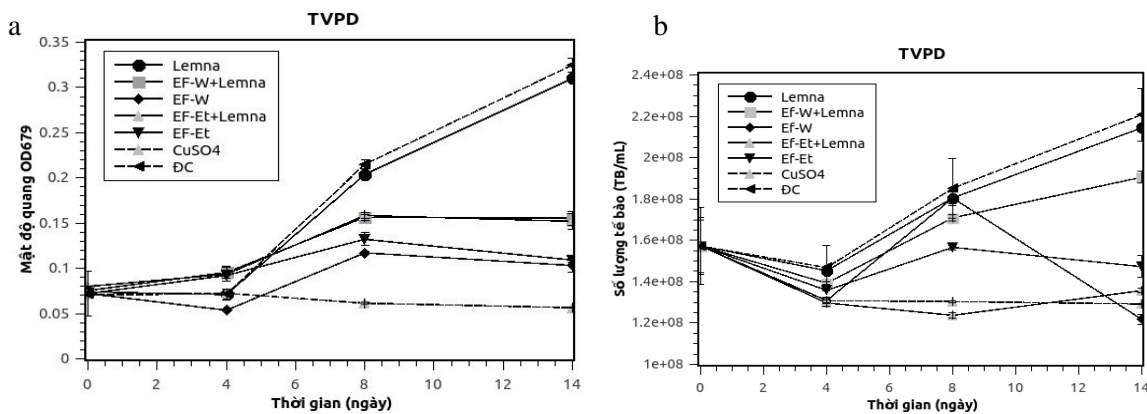 a
TVPD
Mật độ quang OD679
0.35
0.3
0.25
0.2
0.15
0.1
0.05
0
Lemna
EF-W+Lemna
EF-W
EF-Et+Lemna
EF-Et
CuSO4
ĐC
0 2 4 6 8 10 12 14
Thời gian (ngày)
b
TVPD
Số lượng tế bào (TB/mL)
2.4e+08
2.2e+08
2e+08
1.8e+08
1.6e+08
1.4e+08
1.2e+08
1e+08
Lemna
Ef-W+Lemna
Ef-W
Ef-Et+Lemna
Ef-Et
CuSO4
ĐC
0 2 4 6 8 10 12 14
Thời gian (ngày)